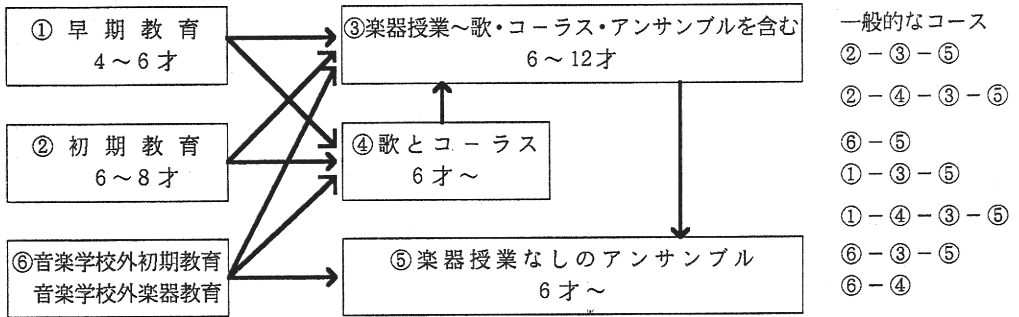 ① 早期教育
4～6才
② 初期教育
6～8才
⑥音楽学校外初期教育
音楽学校外楽器教育
③楽器授業～歌・コーラス・アンサンブルを含む
6～12才
④歌とコーラス
6才～
⑤楽器授業なしのアンサンブル
6才～
一般的なコース
②－③－⑤
②－④－③－⑤
⑥－⑤
①－③－⑤
①－④－③－⑤
⑥－③－⑤
⑥－④